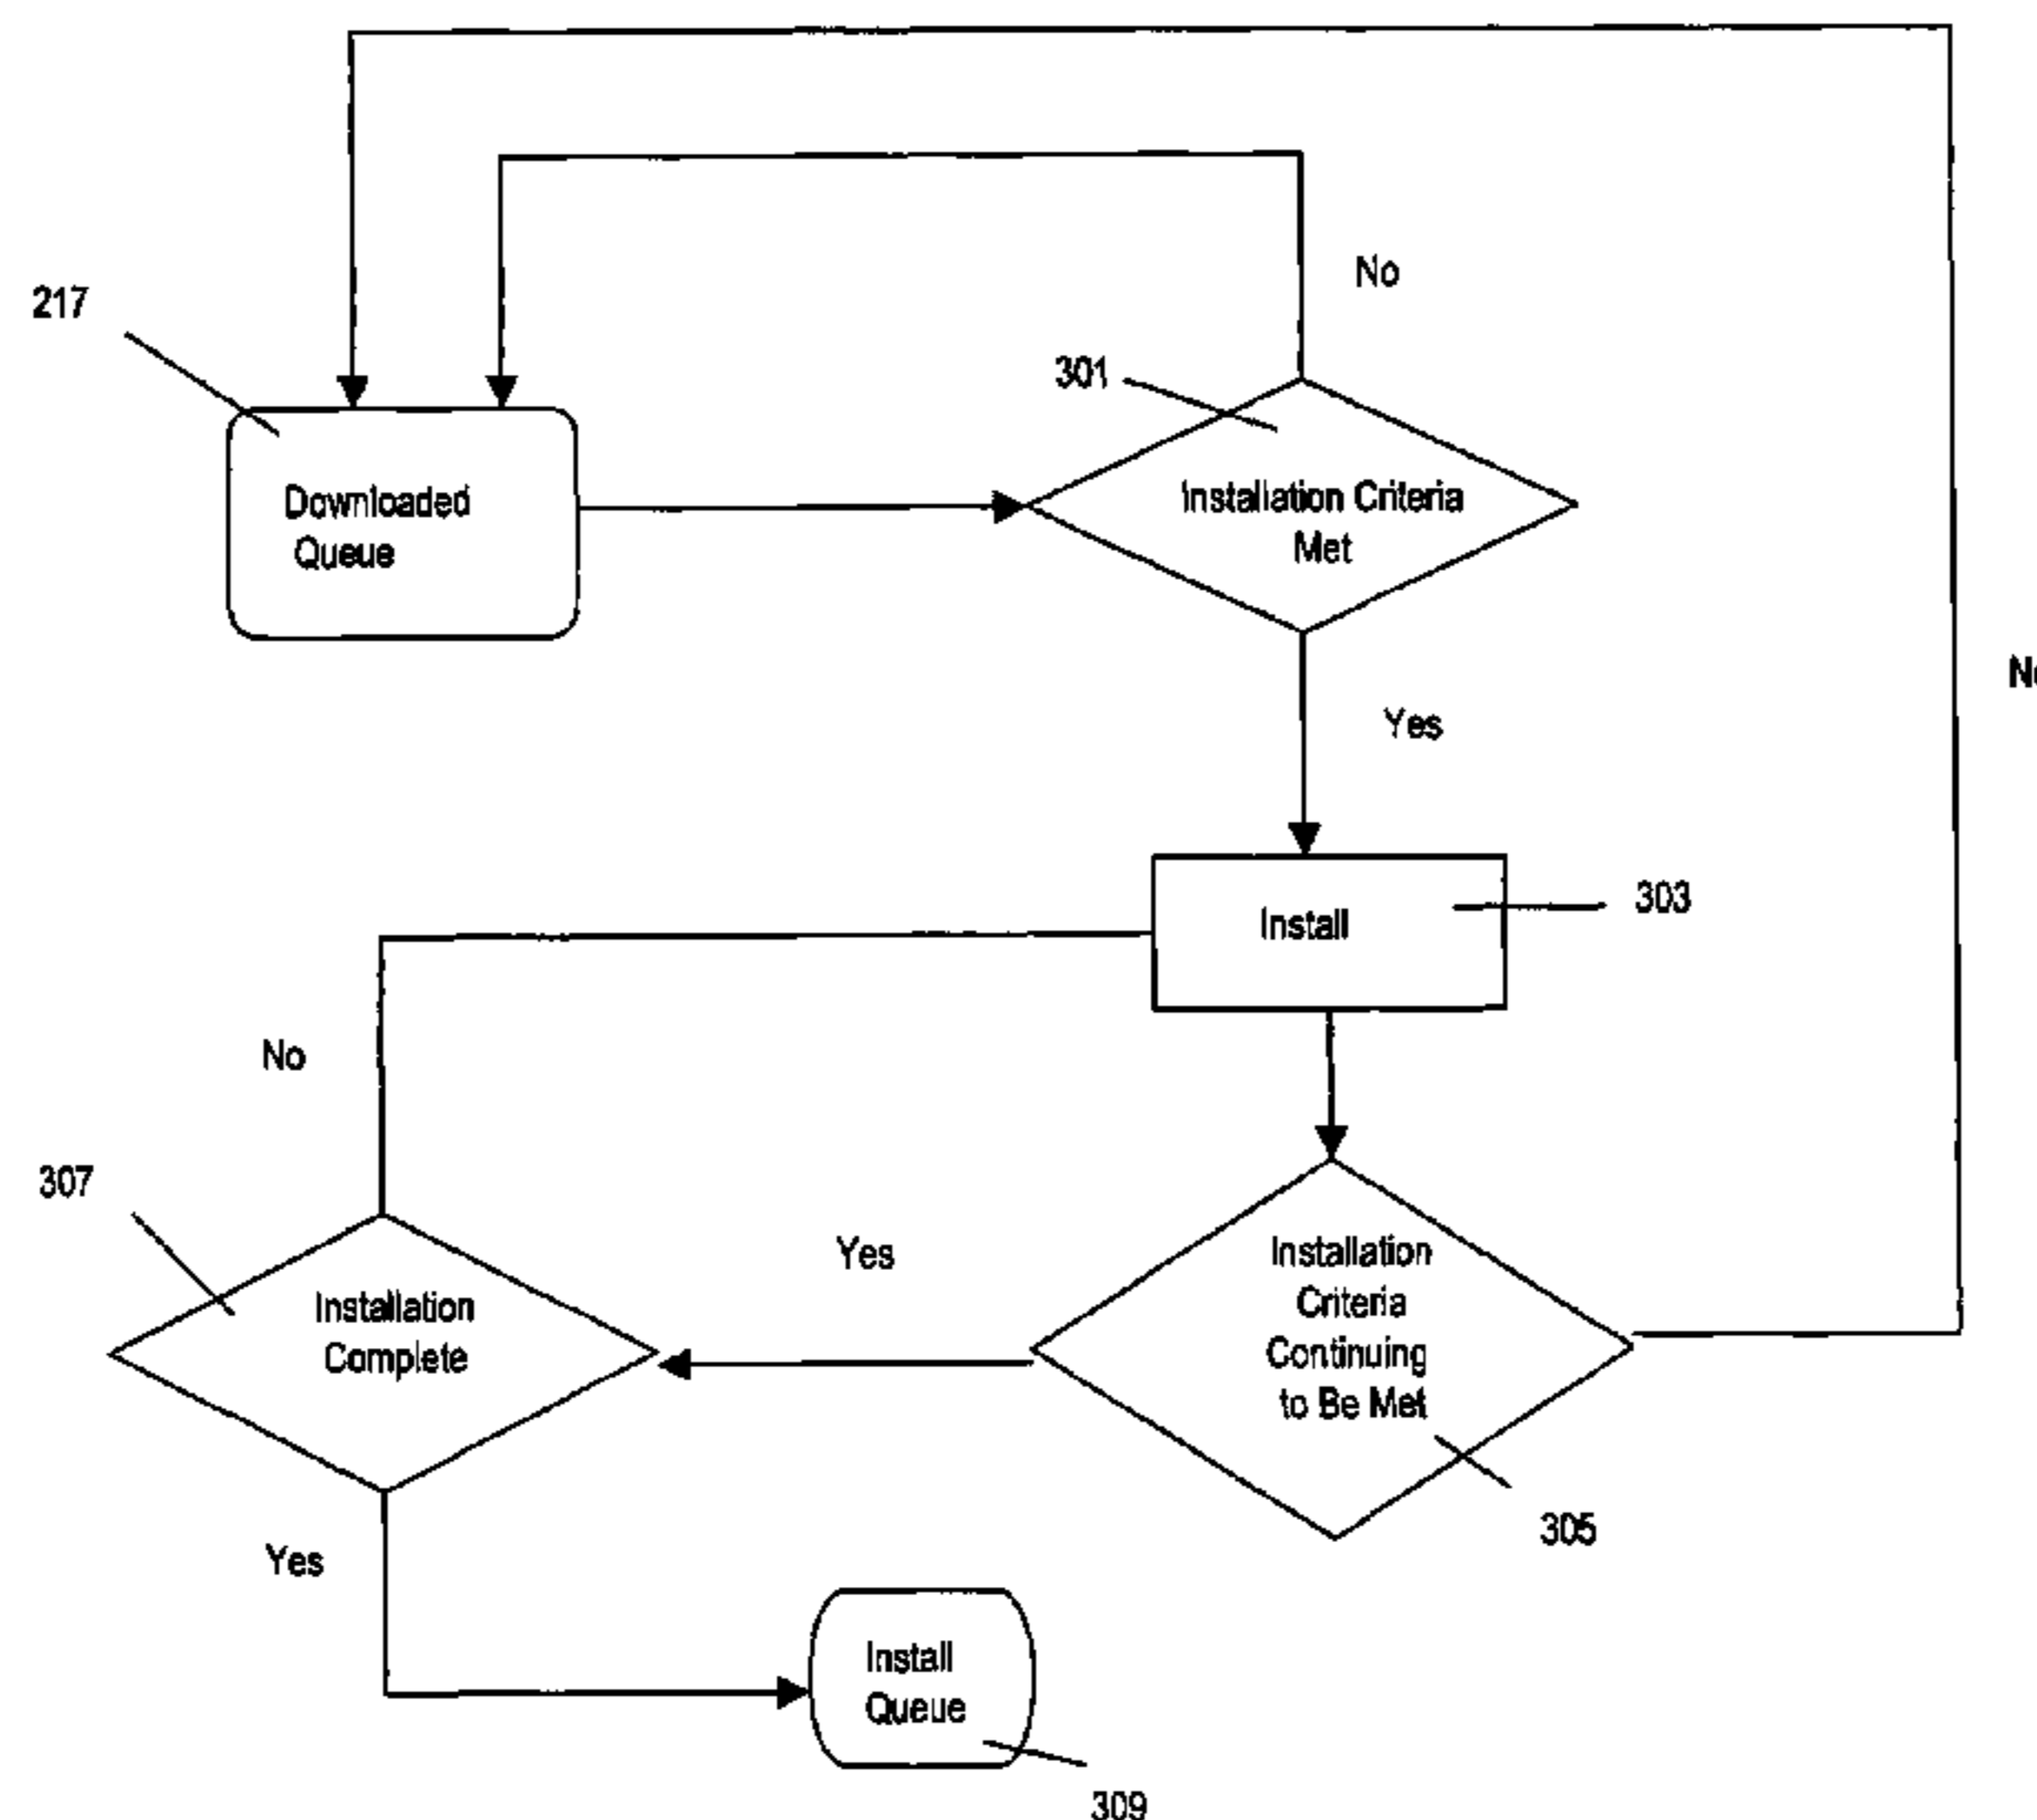 No
217
301
Downloaded
Queue
Installation Criteria
Met
Yes
Install
303
No
307
Installation
Complete
Yes
Installation
Criteria
Continuing
to Be Met
305
Yes
Install
Queue
309